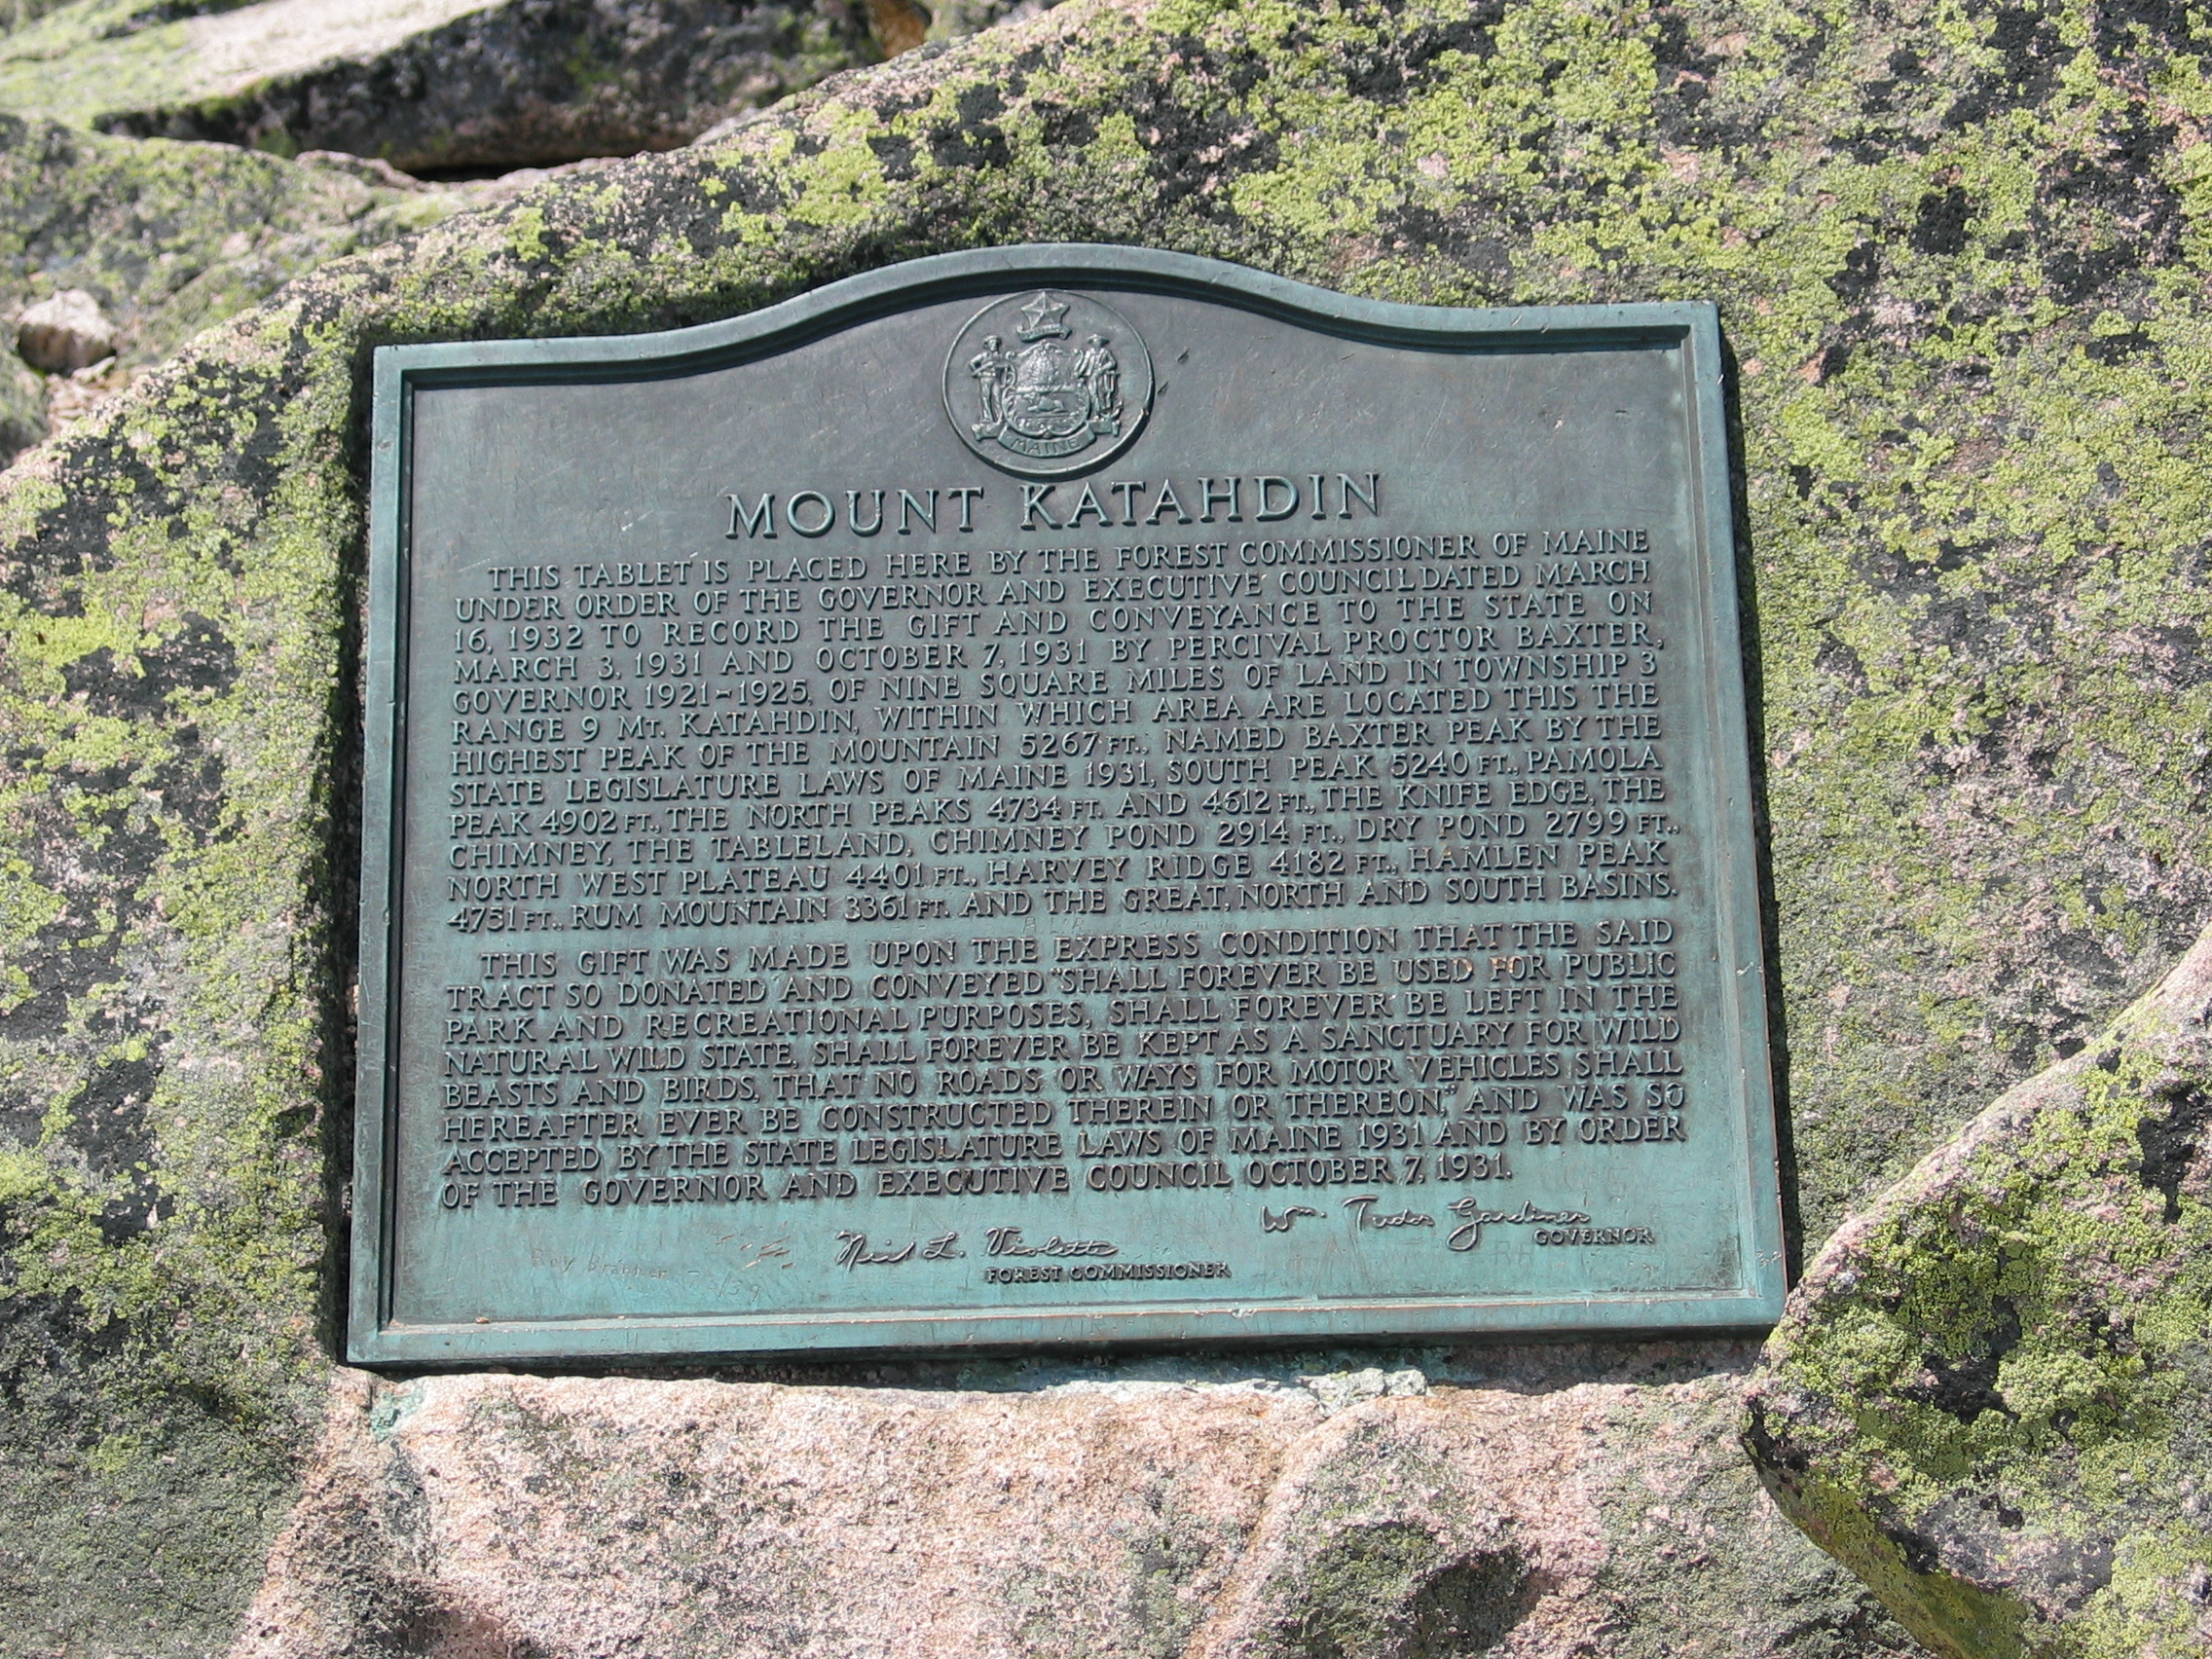 MAINE
MOUNT KATAHDIN
THIS TABLET IS PLACED HERE BY THE FOREST COMMISSIONER OF MAINE
UNDER ORDER OF THE GOVERNOR AND EXECUTIVE COUNCIL DATED MARCH
16, 1932 TO RECORD THE GIFT AND CONVEYANCE TO THE STATE ON
MARCH 3, 1931 AND OCTOBER 7, 1931 BY PERCIVAL PROCTOR BAXTER,
GOVERNOR 1921-1925, OF NINE SQUARE MILES OF LAND IN TOWNSHIP 3
RANGE 9 MT. KATAHDIN, WITHIN WHICH AREA ARE LOCATED THIS THE
HIGHEST PEAK OF THE MOUNTAIN 5267 FT., NAMED BAXTER PEAK BY THE
STATE LEGISLATURE LAWS OF MAINE 1931, SOUTH PEAK 5240 FT., PAMOLA
PEAK 4902 FT., THE NORTH PEAKS 4734 FT. AND 4612 FT., THE KNIFE EDGE, THE
CHIMNEY, THE TABLELAND, CHIMNEY POND 2914 FT., DRY POND 2799 FT.,
NORTH WEST PLATEAU 4401 FT., HARVEY RIDGE 4182 FT., HAMLEN PEAK
4751 FT., RUM MOUNTAIN 3361 FT. AND THE GREAT, NORTH AND SOUTH BASINS.
THIS GIFT WAS MADE UPON THE EXPRESS CONDITION THAT THE SAID
TRACT SO DONATED AND CONVEYED "SHALL FOREVER BE USED FOR PUBLIC
PARK AND RECREATIONAL PURPOSES, SHALL FOREVER BE LEFT IN THE
NATURAL WILD STATE, SHALL FOREVER BE KEPT AS A SANCTUARY FOR WILD
BEASTS AND BIRDS, THAT NO ROADS OR WAYS FOR MOTOR VEHICLES SHALL
HEREAFTER EVER BE CONSTRUCTED THEREIN OR THEREON," AND WAS SO
ACCEPTED BY THE STATE LEGISLATURE LAWS OF MAINE 1931 AND BY ORDER
OF THE GOVERNOR AND EXECUTIVE COUNCIL OCTOBER 7, 1931.
Wm. Tudor Gardiner
GOVERNOR
Neil L. Violette
FOREST COMMISSIONER